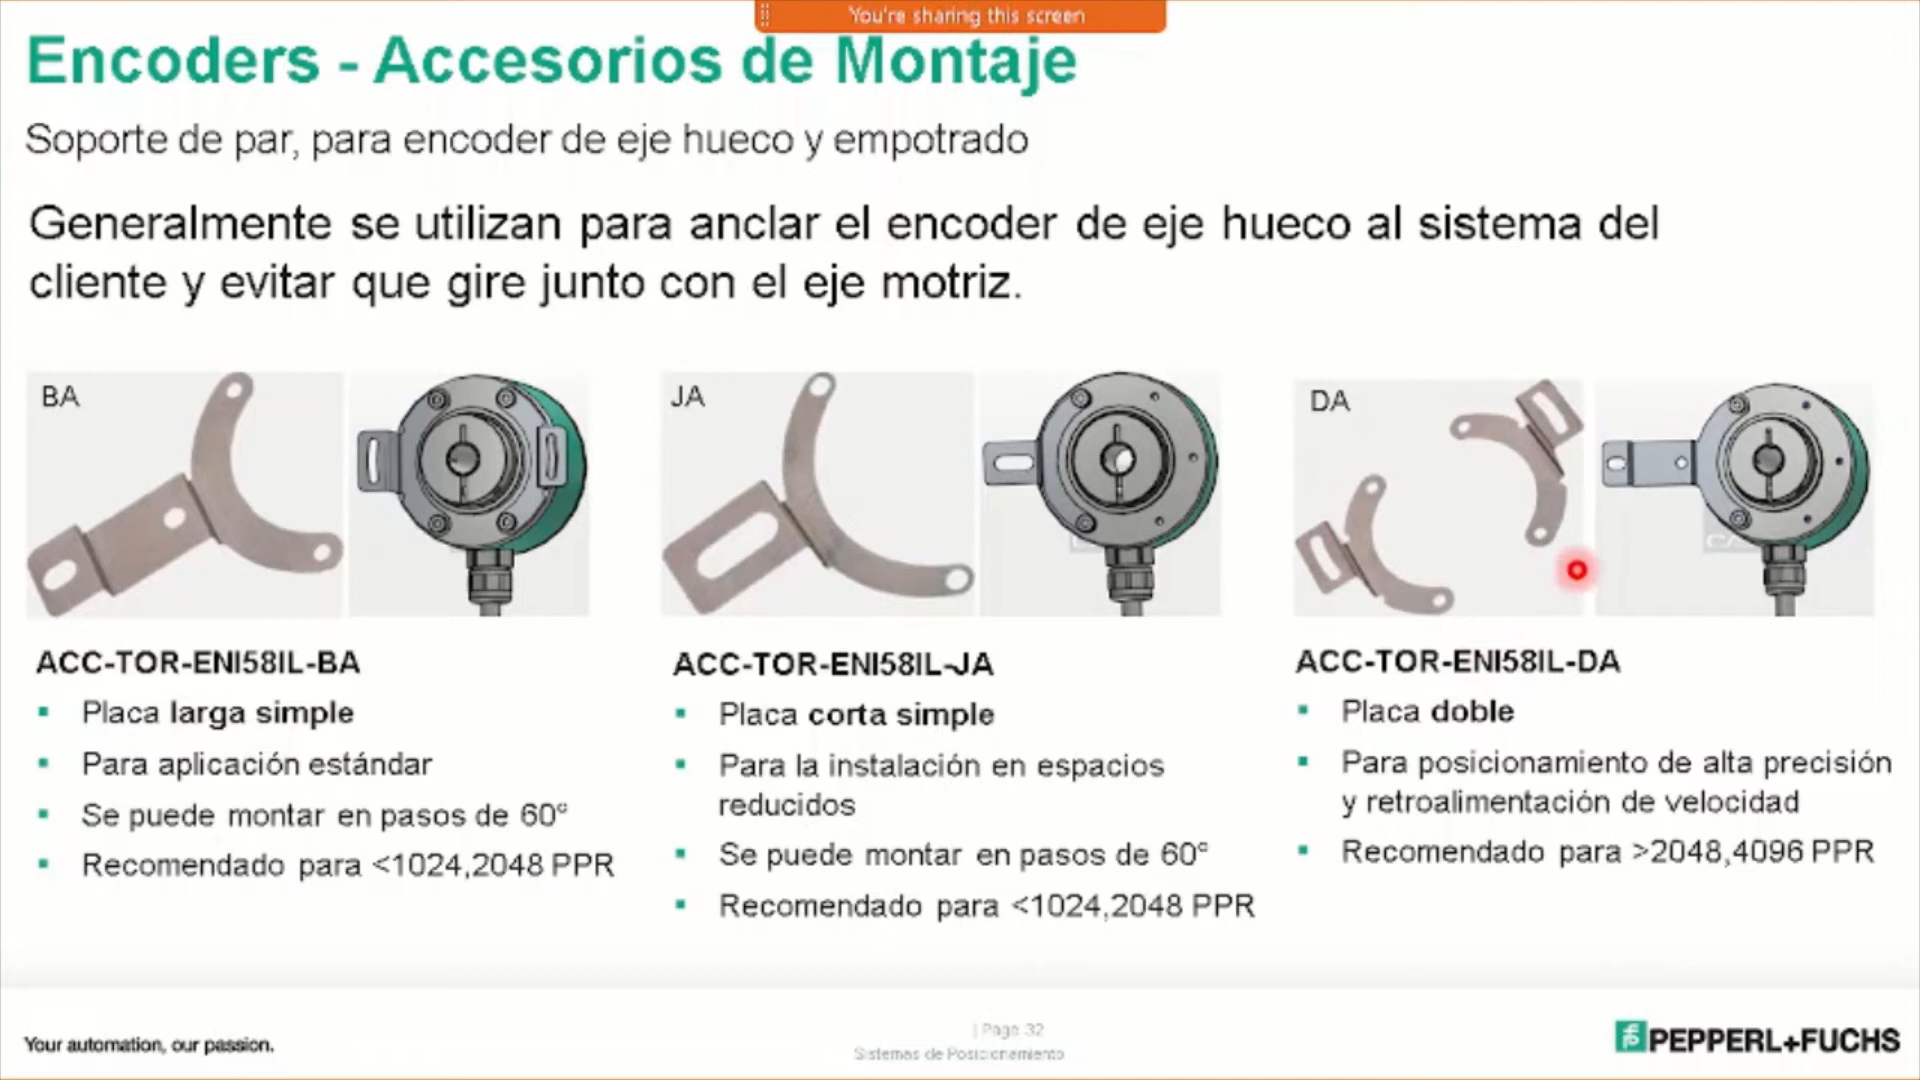 You're sharing this screen
Encoders - Accesorios de Montaje
Soporte de par, para encoder de eje hueco y empotrado
Generalmente se utilizan para anclar el encoder de eje hueco al sistema del
cliente y evitar que gire junto con el eje motriz.
BA
JA
DA
ACC-TOR-ENI58IL-BA
▪ Placa larga simple
▪ Para aplicación estándar
▪ Se puede montar en pasos de 60°
▪ Recomendado para <1024,2048 PPR
ACC-TOR-ENI58IL-JA
▪ Placa corta simple
▪ Para la instalación en espacios
reducidos
▪ Se puede montar en pasos de 60°
▪ Recomendado para <1024,2048 PPR
ACC-TOR-ENI58IL-DA
▪ Placa doble
▪ Para posicionamiento de alta precisión
y retroalimentación de velocidad
▪ Recomendado para >2048,4096 PPR
Your automation, our passion.
| Page 32
Sistemas de Posicionamiento
PEPPERL+FUCHS